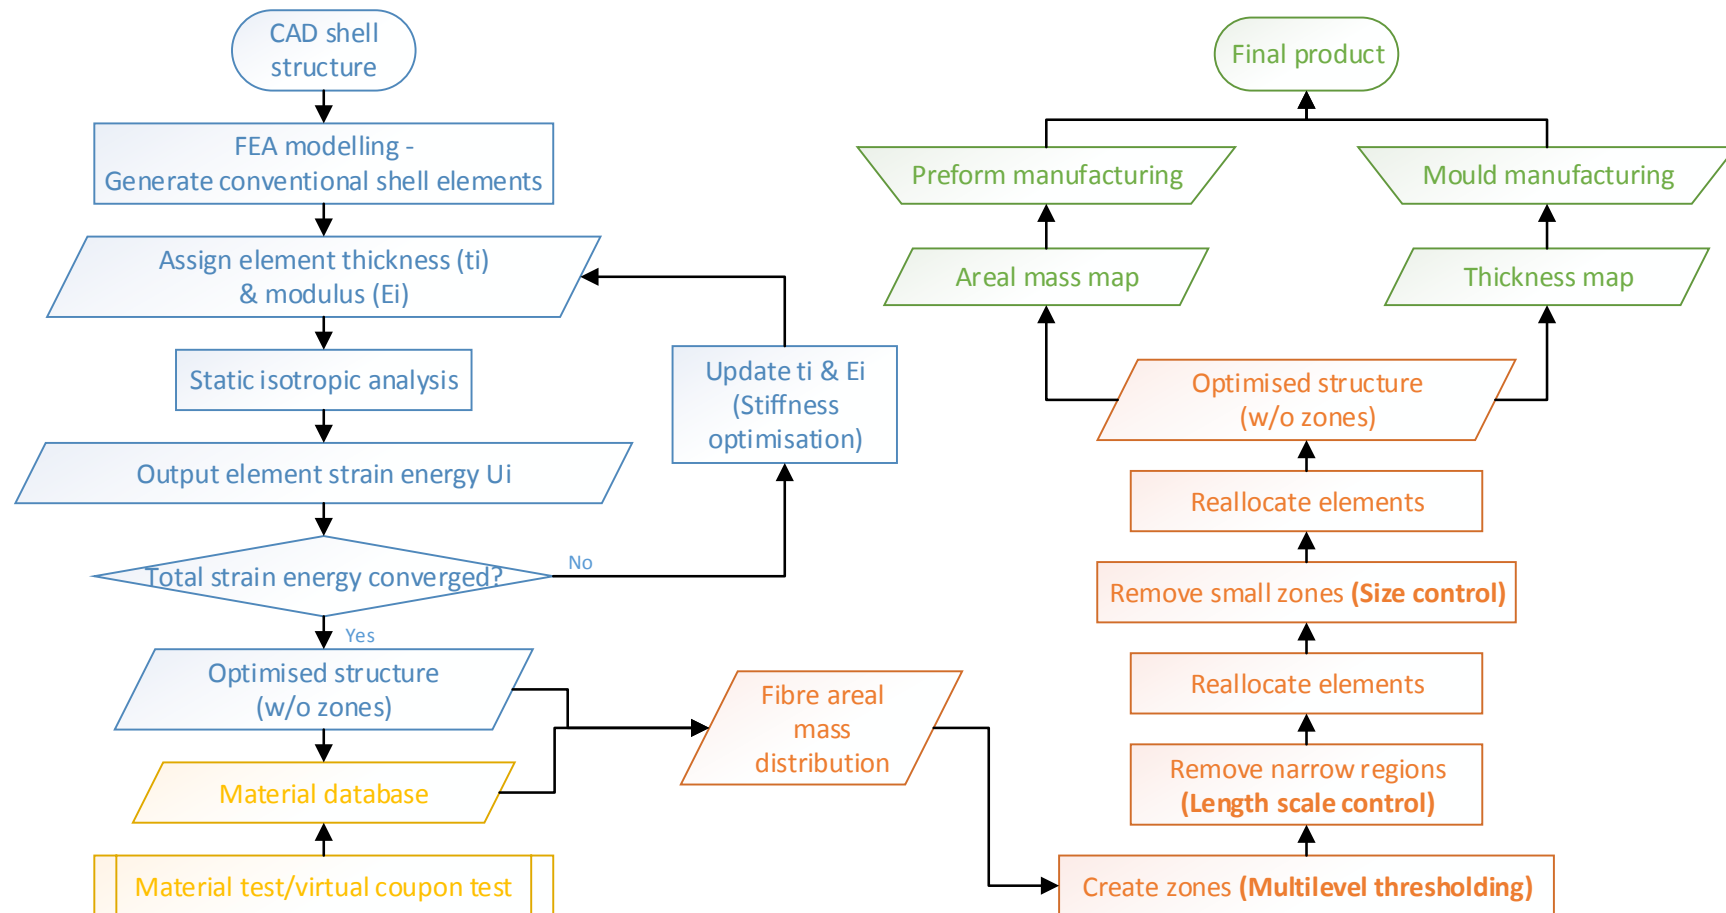 CAD shell
structure
FEA modelling -
Generate conventional shell elements
Assign element thickness (ti)
& modulus (Ei)
Static isotropic analysis
Output element strain energy Ui
Total strain energy converged?
No
Yes
Update ti & Ei
(Stiffness
optimisation)
Optimised structure
(w/o zones)
Material database
Material test/virtual coupon test
Fibre areal
mass
distribution
Create zones (Multilevel thresholding)
Remove narrow regions
(Length scale control)
Reallocate elements
Remove small zones (Size control)
Reallocate elements
Optimised structure
(w/o zones)
Areal mass map
Thickness map
Preform manufacturing
Mould manufacturing
Final product